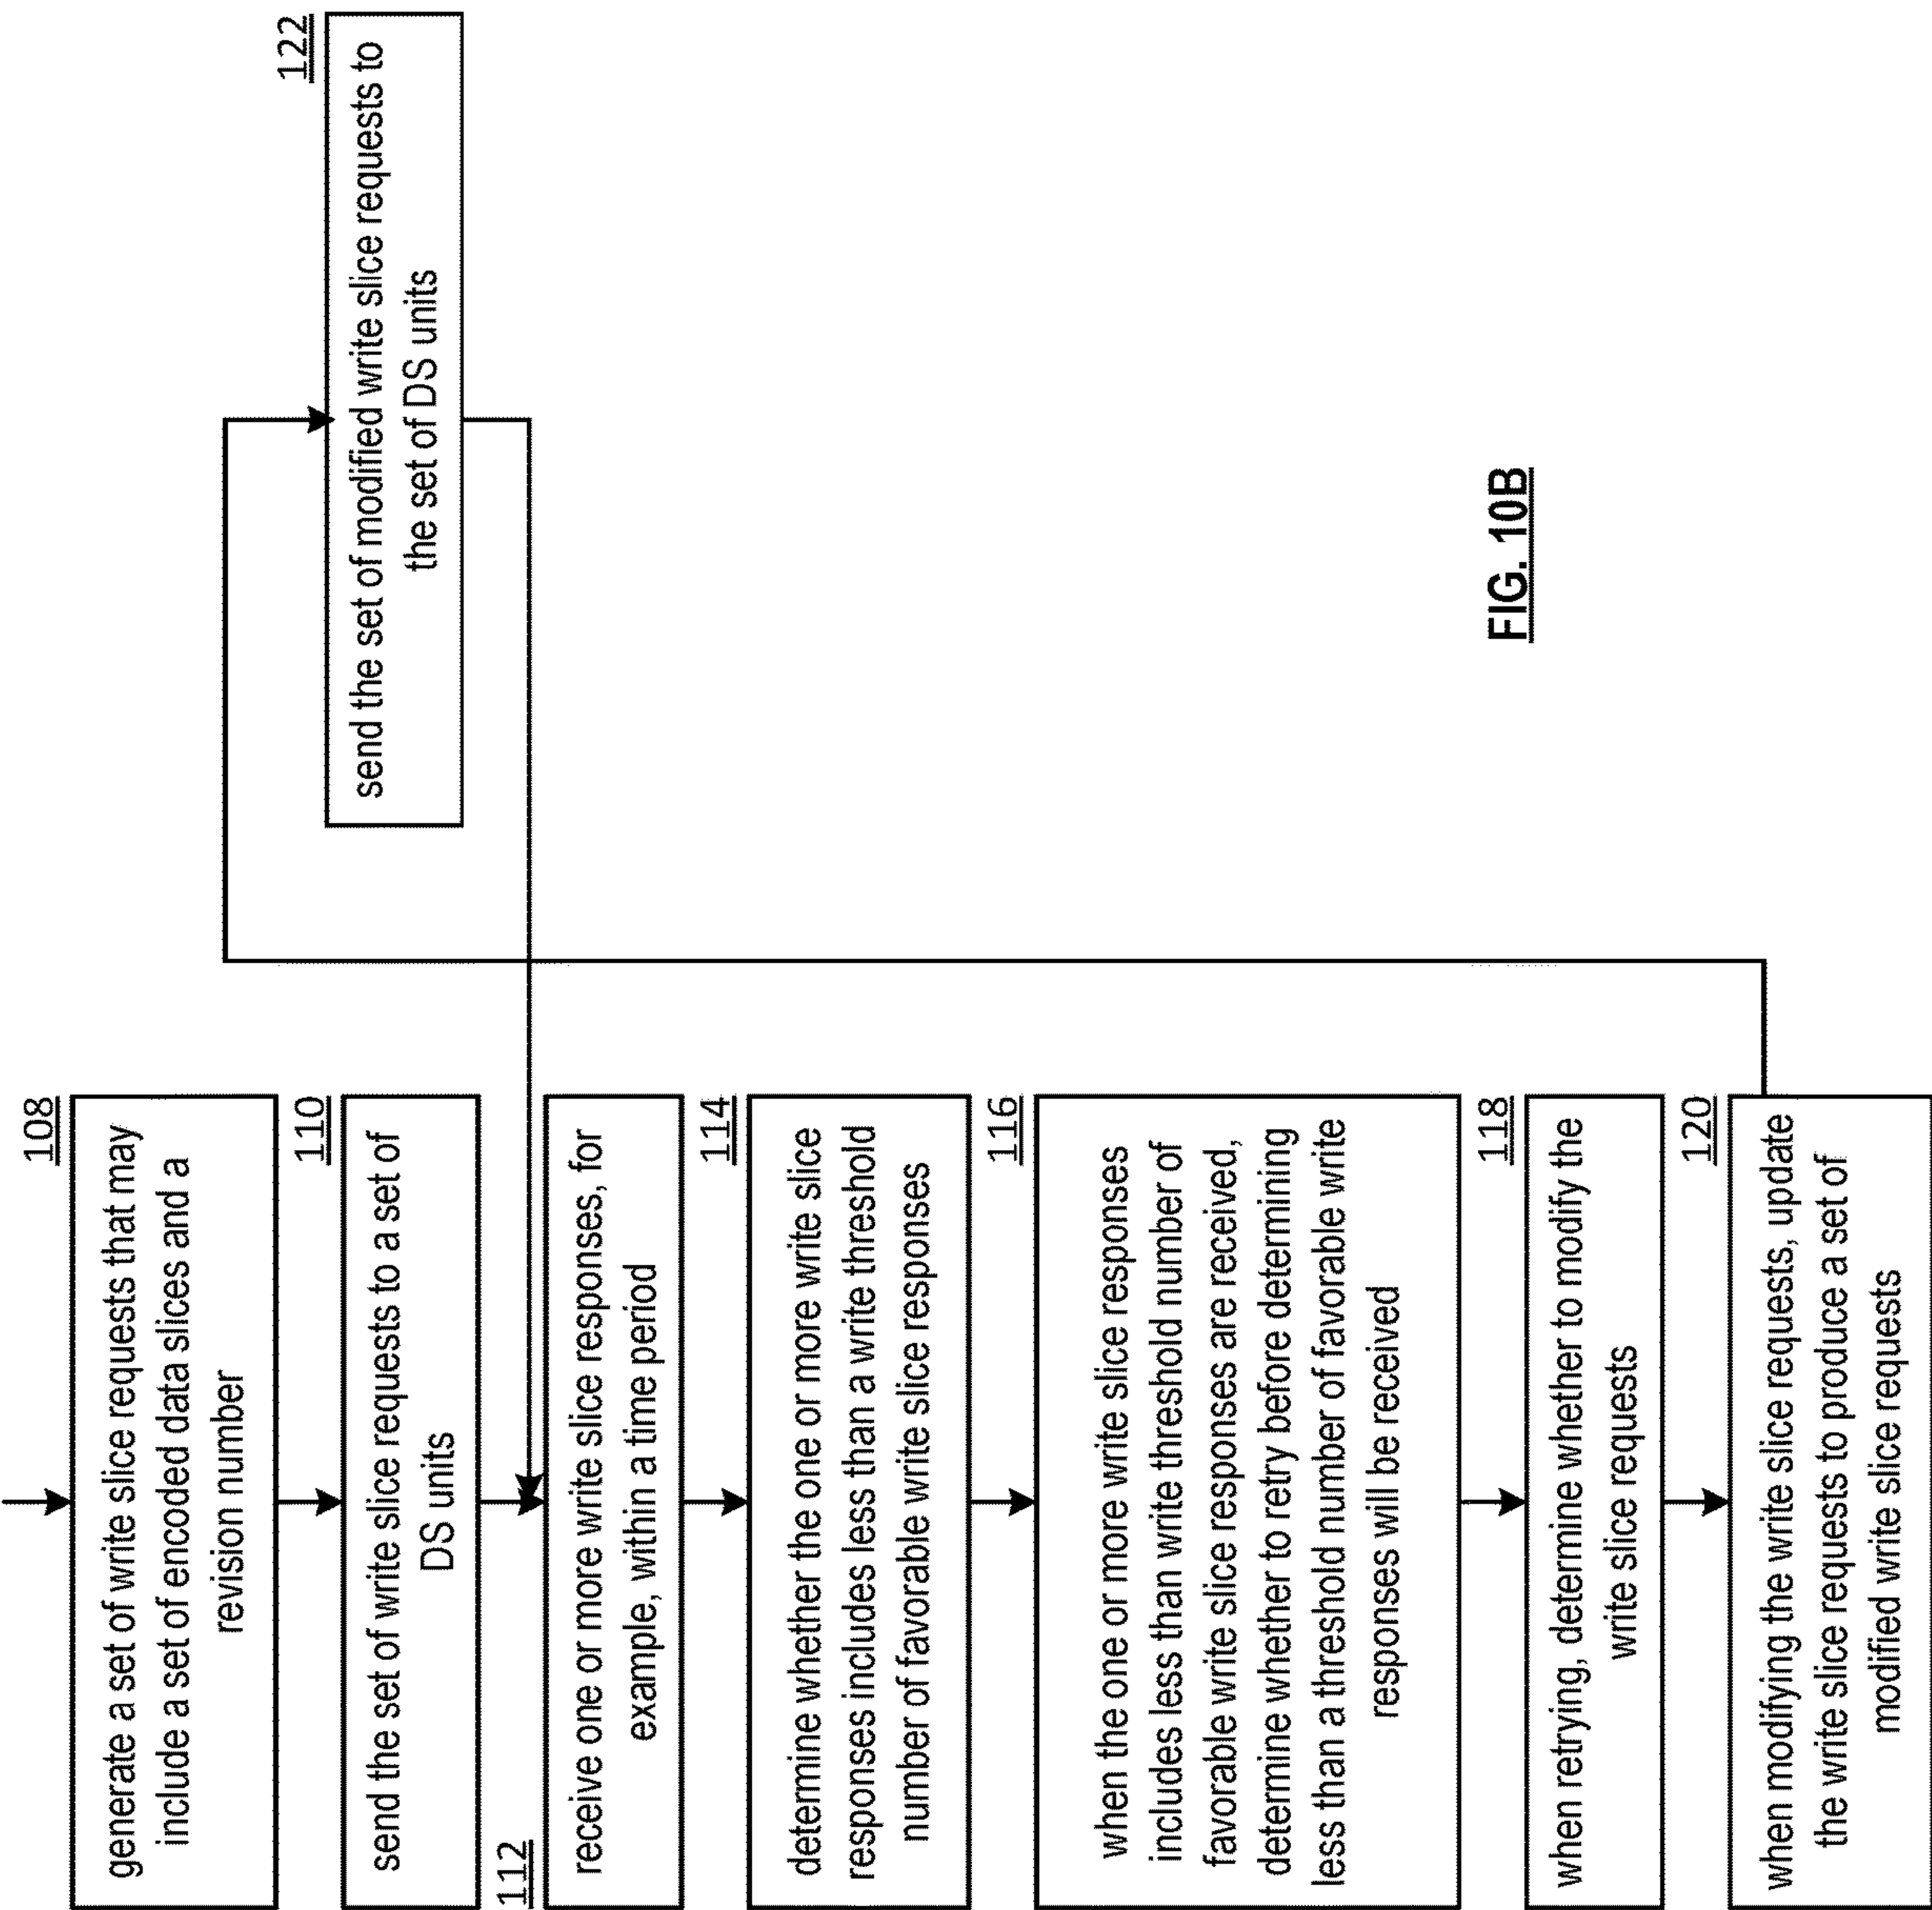 108
generate a set of write slice requests that may
include a set of encoded data slices and a
revision number
110
send the set of write slice requests to a set of
DS units
112
receive one or more write slice responses, for
example, within a time period
114
determine whether the one or more write slice
responses includes less than a write threshold
number of favorable write slice responses
116
when the one or more write slice responses
includes less than write threshold number of
favorable write slice responses are received,
determine whether to retry before determining
less than a threshold number of favorable write
responses will be received
118
when retrying, determine whether to modify the
write slice requests
120
when modifying the write slice requests, update
the write slice requests to produce a set of
modified write slice requests
122
send the set of modified write slice requests to
the set of DS units
FIG. 10B